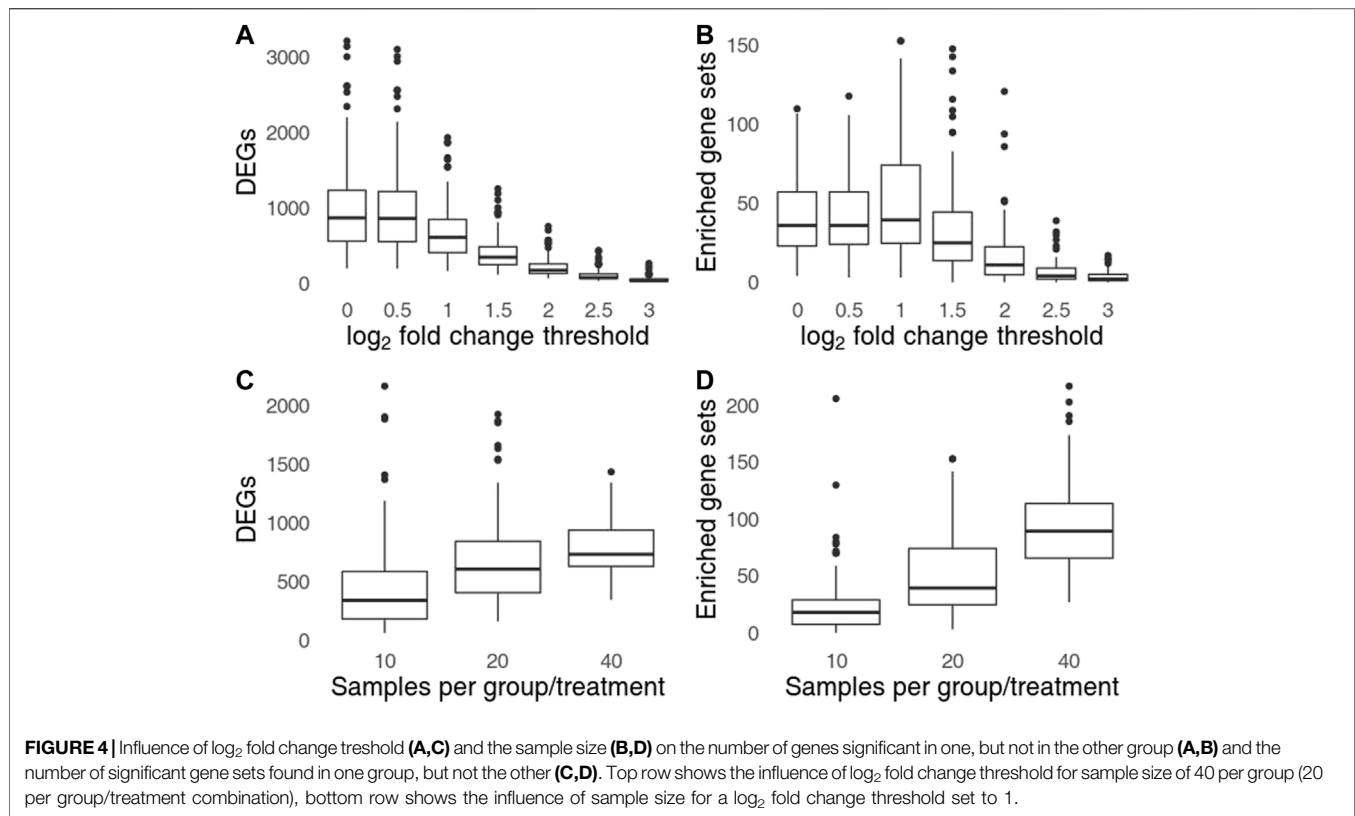 A
DEGs
3000
2000
1000
0
0 0.5 1 1.5 2 2.5 3
log₂ fold change threshold
B
Enriched gene sets
150
100
50
0
0 0.5 1 1.5 2 2.5 3
log₂ fold change threshold
C
DEGs
2000
1500
1000
500
0
10 20 40
Samples per group/treatment
D
Enriched gene sets
200
150
100
50
0
10 20 40
Samples per group/treatment
FIGURE 4 | Influence of log₂ fold change treshold (A,C) and the sample size (B,D) on the number of genes significant in one, but not in the other group (A,B) and the
number of significant gene sets found in one group, but not the other (C,D). Top row shows the influence of log₂ fold change threshold for sample size of 40 per group (20
per group/treatment combination), bottom row shows the influence of sample size for a log₂ fold change threshold set to 1.